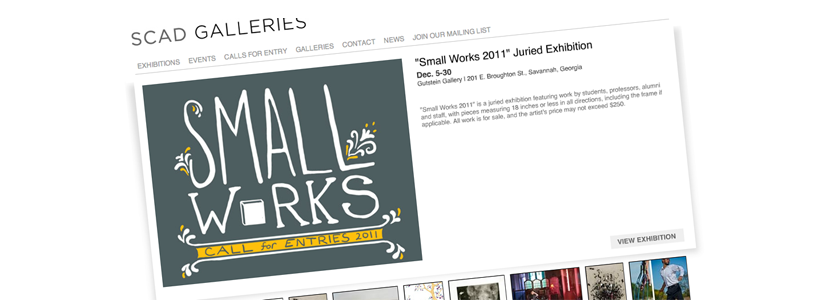 SCAD GALLERIES
EXHIBITIONS EVENTS CALLS FOR ENTRY GALLERIES CONTACT NEWS JOIN OUR MAILING LIST
SMALL
WORKS
CALL for ENTRIES 2011
"Small Works 2011" Juried Exhibition
Dec. 5-30
Gutstein Gallery | 201 E. Broughton St., Savannah, Georgia
"Small Works 2011" is a juried exhibition featuring work by students, professors, alumni
and staff, with pieces measuring 18 inches or less in all directions, including the frame if
applicable. All work is for sale, and the artist's price may not exceed $250.
VIEW EXHIBITION